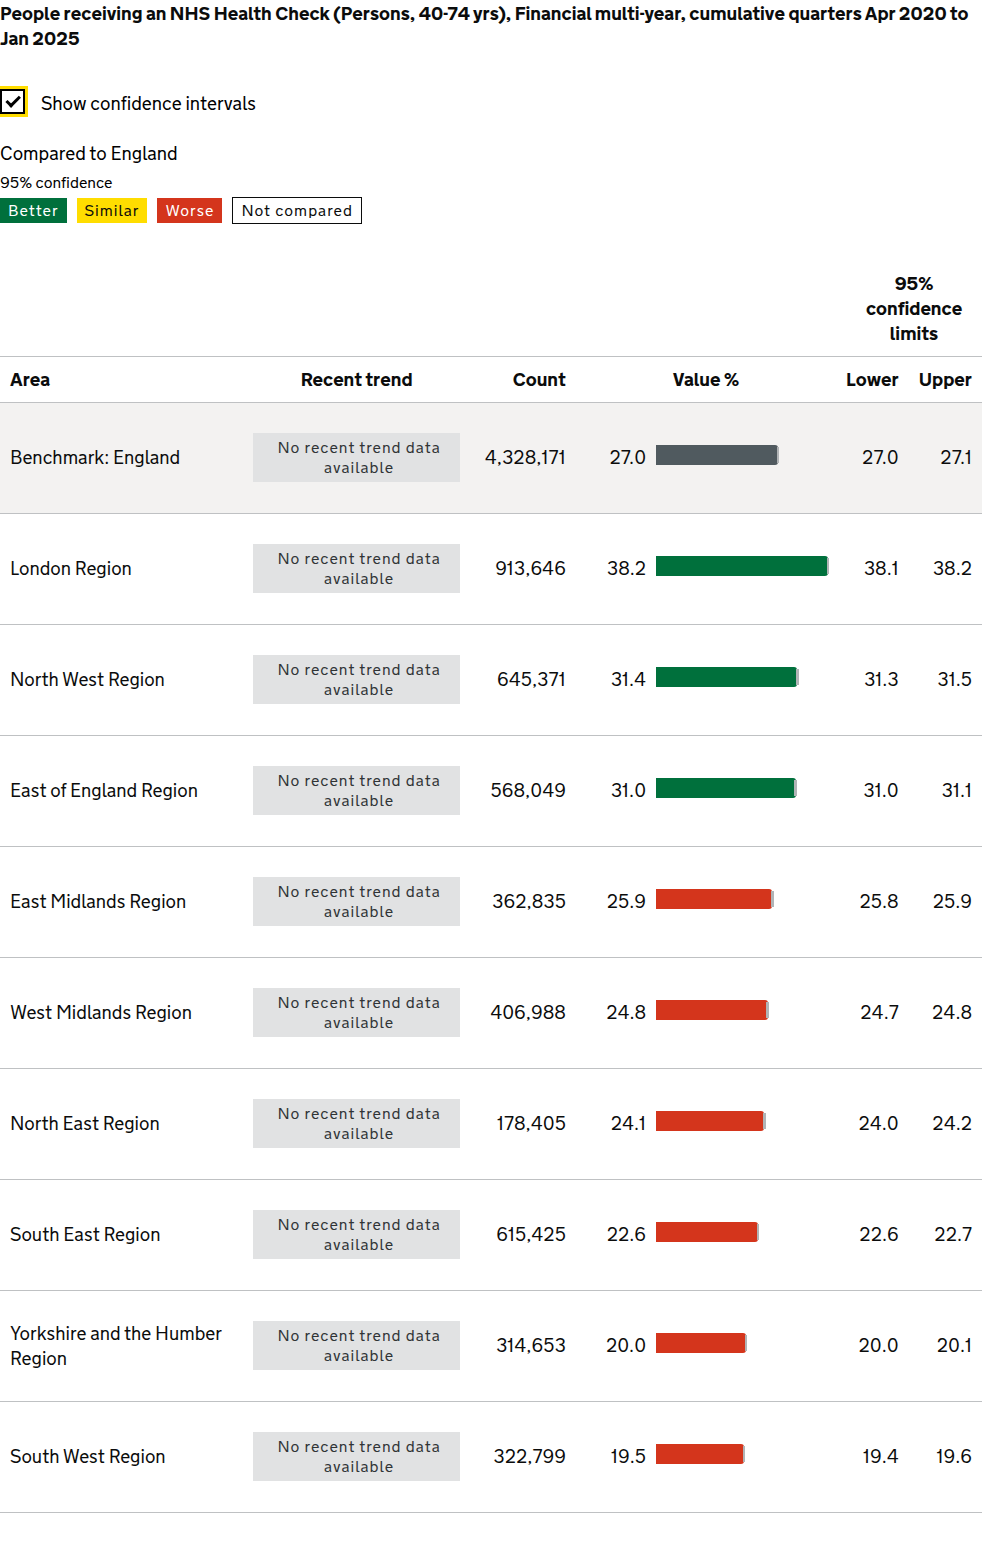 People receiving an NHS Health Check (Persons, 40-74 yrs), Financial multi-year, cumulative quarters Apr 2020 to
Jan 2025
Show confidence intervals
Compared to England
95% confidence
Better Similar Worse Not compared
95%
confidence
limits
Area Recent trend Count Value % Lower Upper
Benchmark: England No recent trend data available 4,328,171 27.0 27.0 27.1
London Region No recent trend data available 913,646 38.2 38.1 38.2
North West Region No recent trend data available 645,371 31.4 31.3 31.5
East of England Region No recent trend data available 568,049 31.0 31.0 31.1
East Midlands Region No recent trend data available 362,835 25.9 25.8 25.9
West Midlands Region No recent trend data available 406,988 24.8 24.7 24.8
North East Region No recent trend data available 178,405 24.1 24.0 24.2
South East Region No recent trend data available 615,425 22.6 22.6 22.7
Yorkshire and the Humber Region No recent trend data available 314,653 20.0 20.0 20.1
South West Region No recent trend data available 322,799 19.5 19.4 19.6